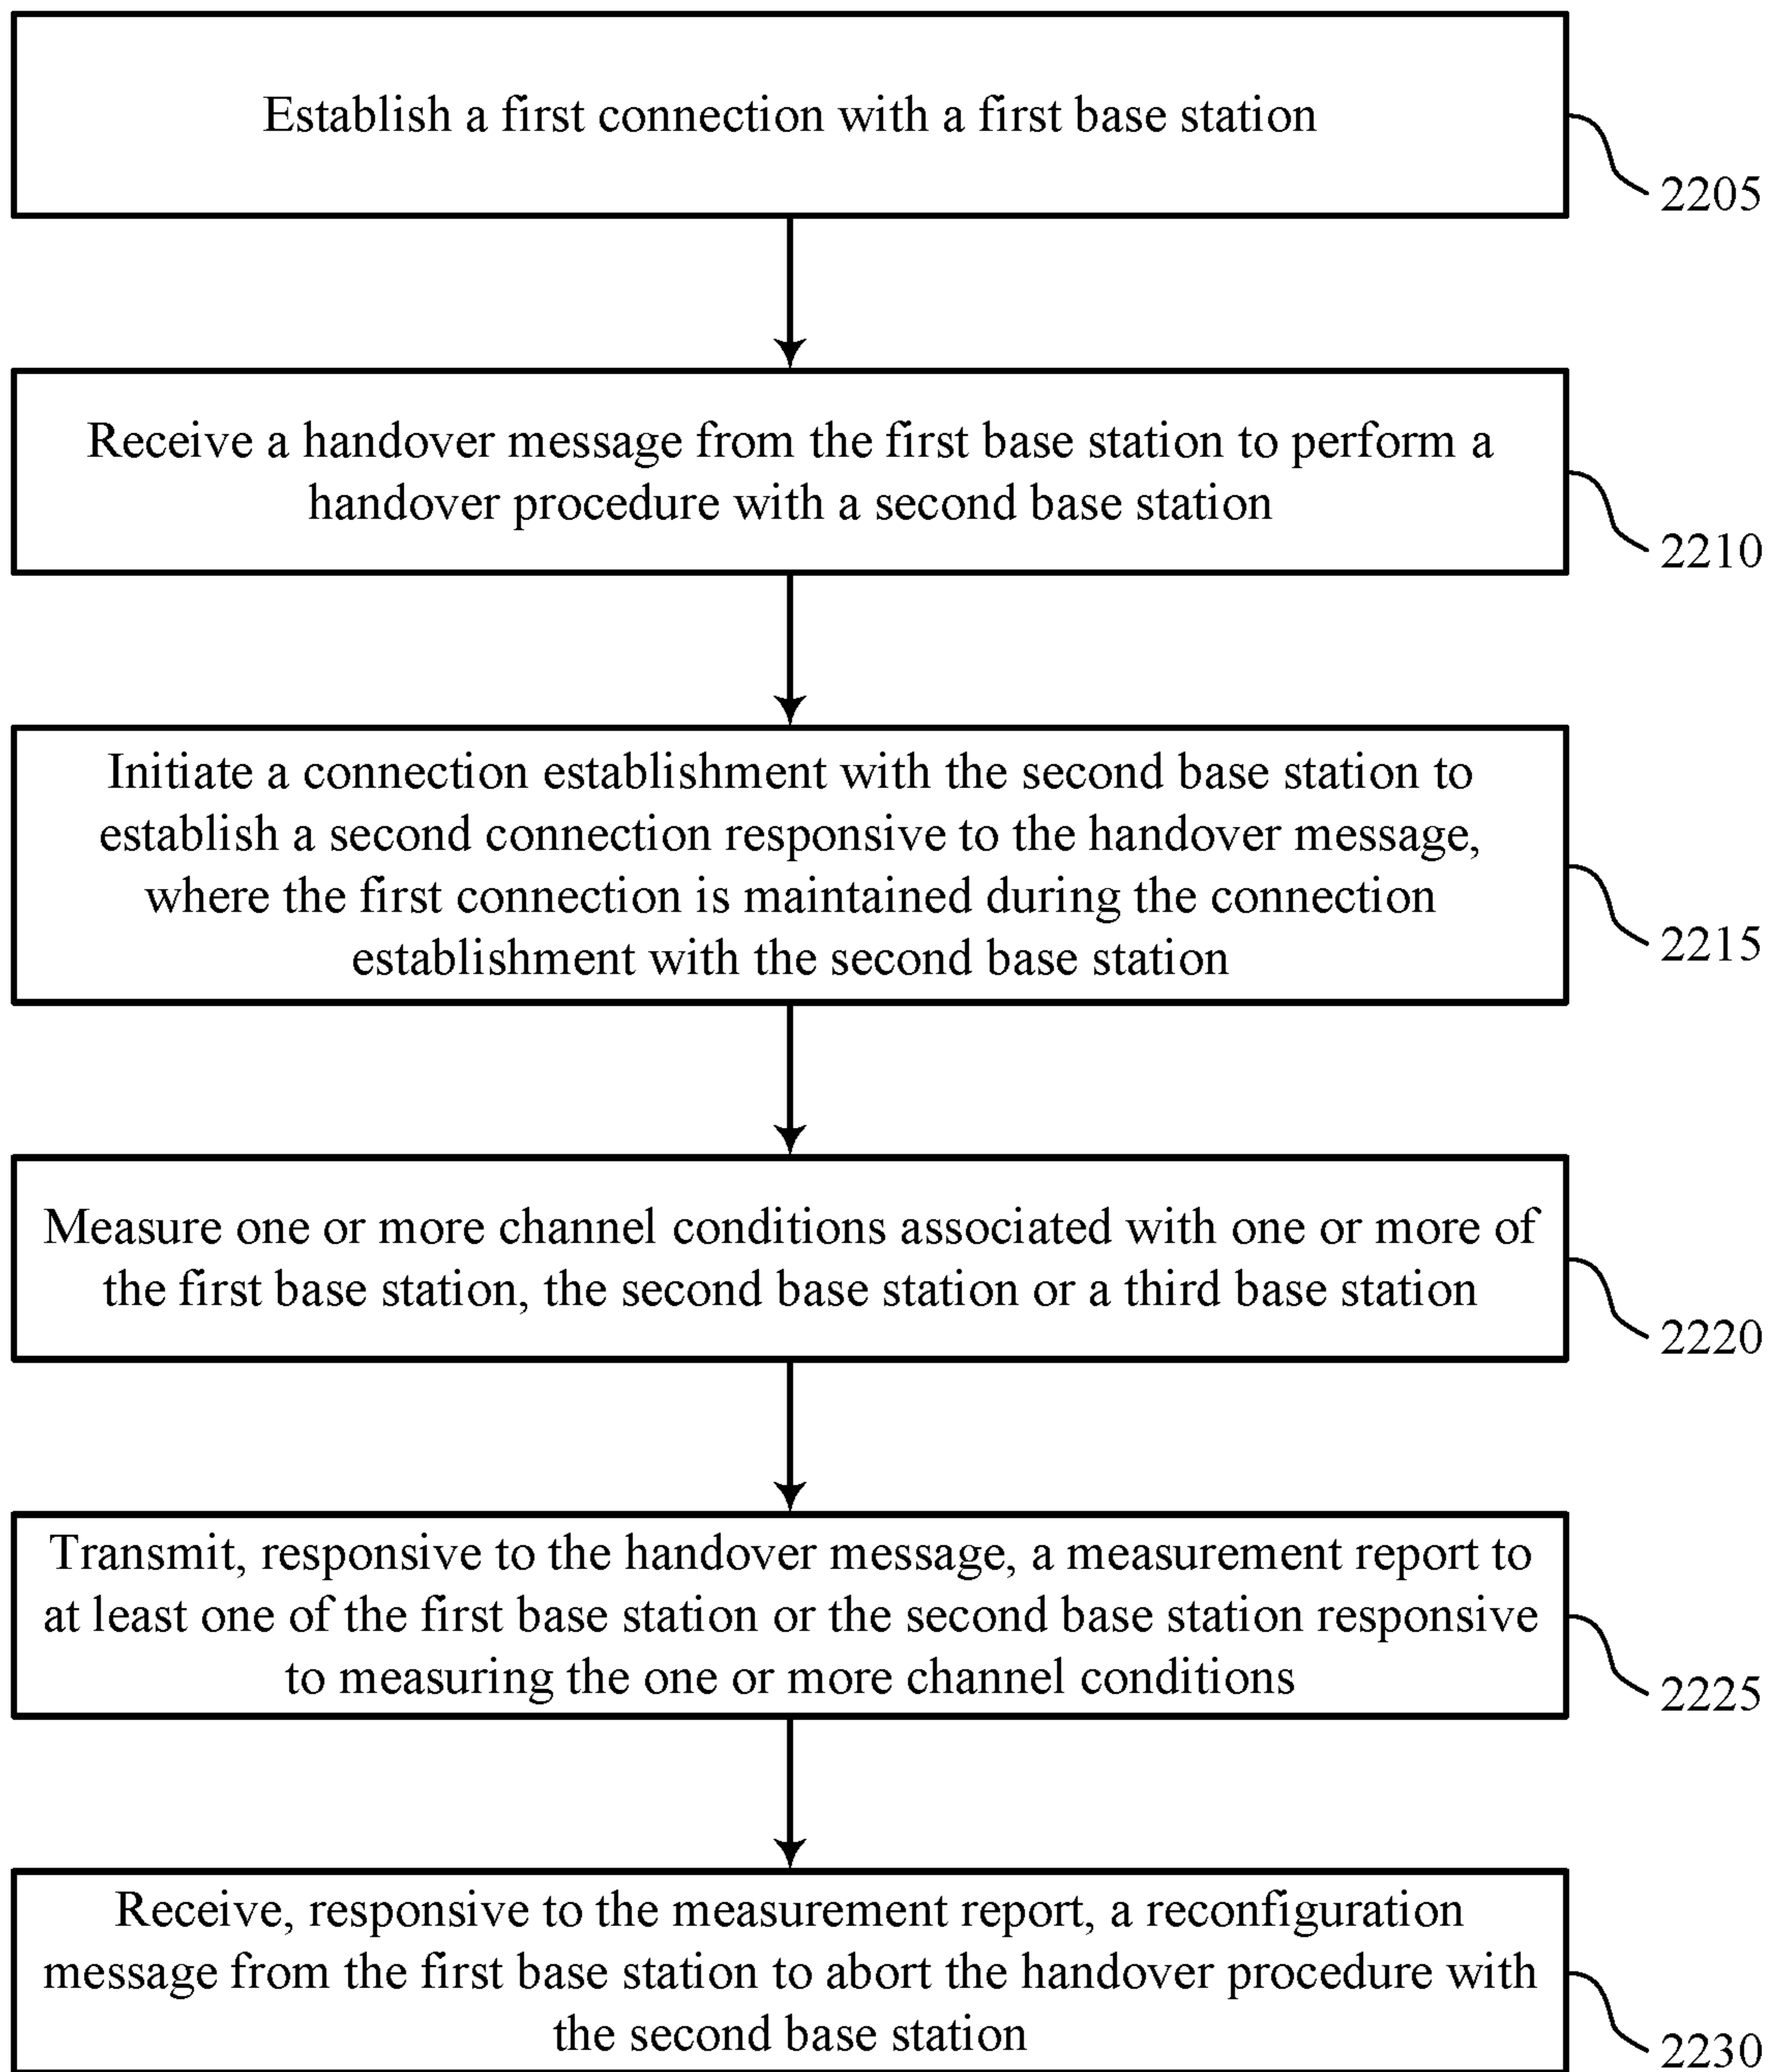 Establish a first connection with a first base station
2205
Receive a handover message from the first base station to perform a
handover procedure with a second base station
2210
Initiate a connection establishment with the second base station to
establish a second connection responsive to the handover message,
where the first connection is maintained during the connection
establishment with the second base station
2215
Measure one or more channel conditions associated with one or more of
the first base station, the second base station or a third base station
2220
Transmit, responsive to the handover message, a measurement report to
at least one of the first base station or the second base station responsive
to measuring the one or more channel conditions
2225
Receive, responsive to the measurement report, a reconfiguration
message from the first base station to abort the handover procedure with
the second base station
2230